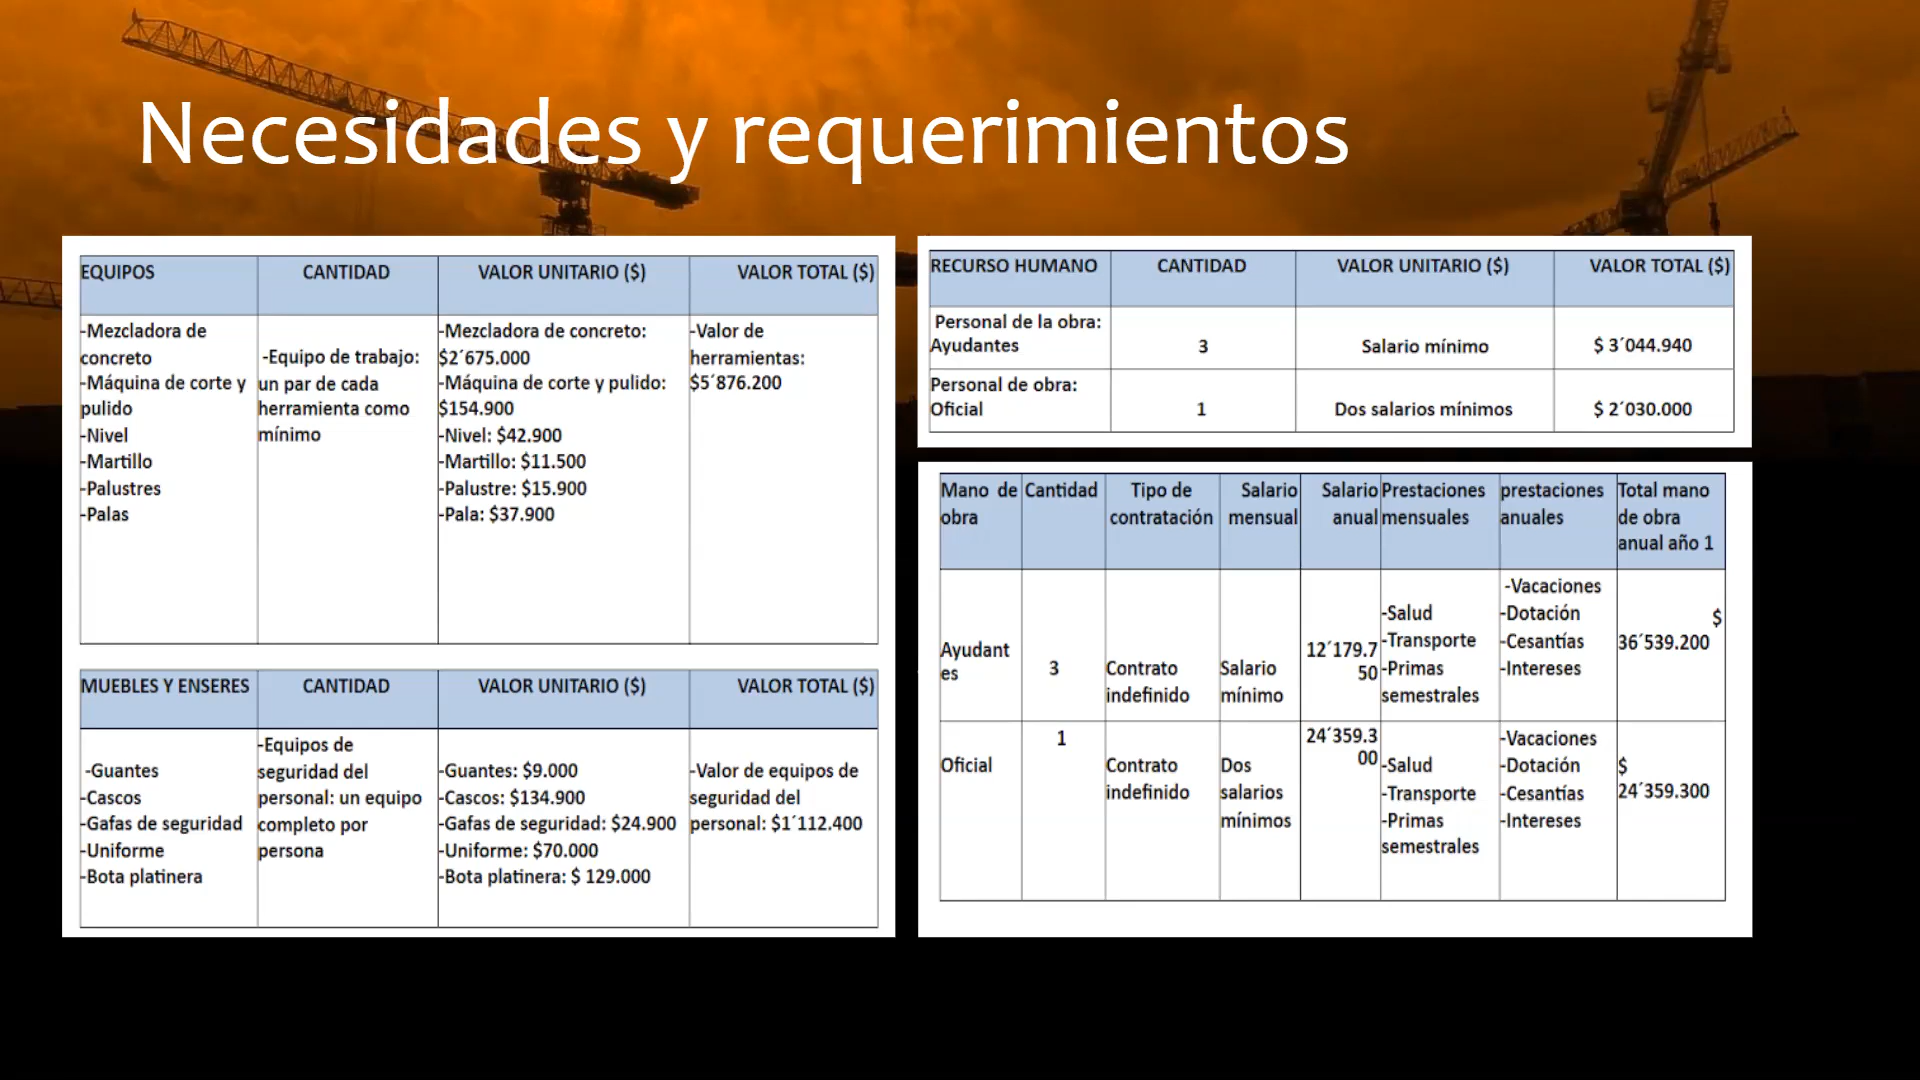 Necesidades y requerimientos
EQUIPOS CANTIDAD VALOR UNITARIO ($) VALOR TOTAL ($)
-Mezcladora de
concreto
-Máquina de corte y
pulido
-Nivel
-Martillo
-Palustres
-Palas
-Equipo de trabajo:
un par de cada
herramienta como
mínimo
-Mezcladora de concreto:
$2´675.000
-Máquina de corte y pulido:
$154.900
-Nivel: $42.900
-Martillo: $11.500
-Palustre: $15.900
-Pala: $37.900
-Valor de
herramientas:
$5´876.200
MUEBLES Y ENSERES CANTIDAD VALOR UNITARIO ($) VALOR TOTAL ($)
-Guantes
-Cascos
-Gafas de seguridad
-Uniforme
-Bota platinera
-Equipos de
seguridad del
personal: un equipo
completo por
persona
-Guantes: $9.000
-Cascos: $134.900
-Gafas de seguridad: $24.900
-Uniforme: $70.000
-Bota platinera: $ 129.000
-Valor de equipos de
seguridad del
personal: $1´112.400
RECURSO HUMANO CANTIDAD VALOR UNITARIO ($) VALOR TOTAL ($)
Personal de la obra:
Ayudantes
3
Salario mínimo
$ 3´044.940
Personal de obra:
Oficial
1
Dos salarios mínimos
$ 2´030.000
Mano de
obra
Cantidad
Tipo de
contratación
Salario
mensual
Salario
anual
Prestaciones
mensuales
prestaciones
anuales
Total mano
de obra
anual año 1
Ayudant
es
3
Contrato
indefinido
Salario
mínimo
12´179.7
50
-Salud
-Transporte
-Primas
semestrales
-Vacaciones
-Dotación
-Cesantías
-Intereses
$
36´539.200
Oficial
1
Contrato
indefinido
Dos
salarios
mínimos
24´359.3
00
-Salud
-Transporte
-Primas
semestrales
-Vacaciones
-Dotación
-Cesantías
-Intereses
$
24´359.300